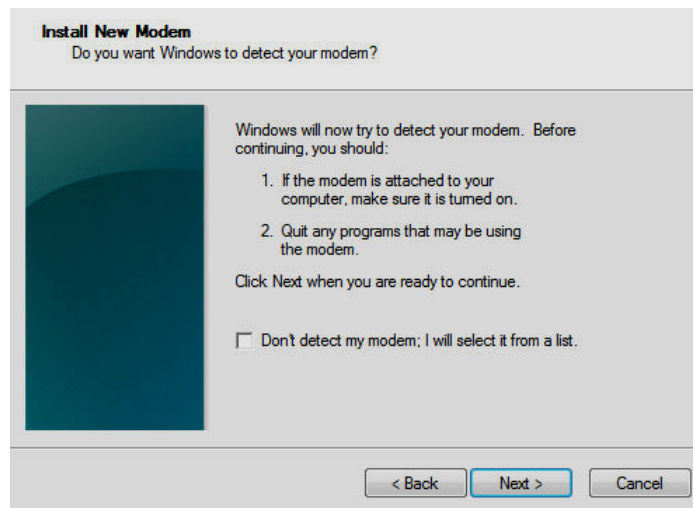 Install New Modem
Do you want Windows to detect your modem?
Windows will now try to detect your modem. Before
continuing, you should:
1. If the modem is attached to your
computer, make sure it is turned on.
2. Quit any programs that may be using
the modem.
Click Next when you are ready to continue.
Don't detect my modem; I will select it from a list.
< Back Next > Cancel